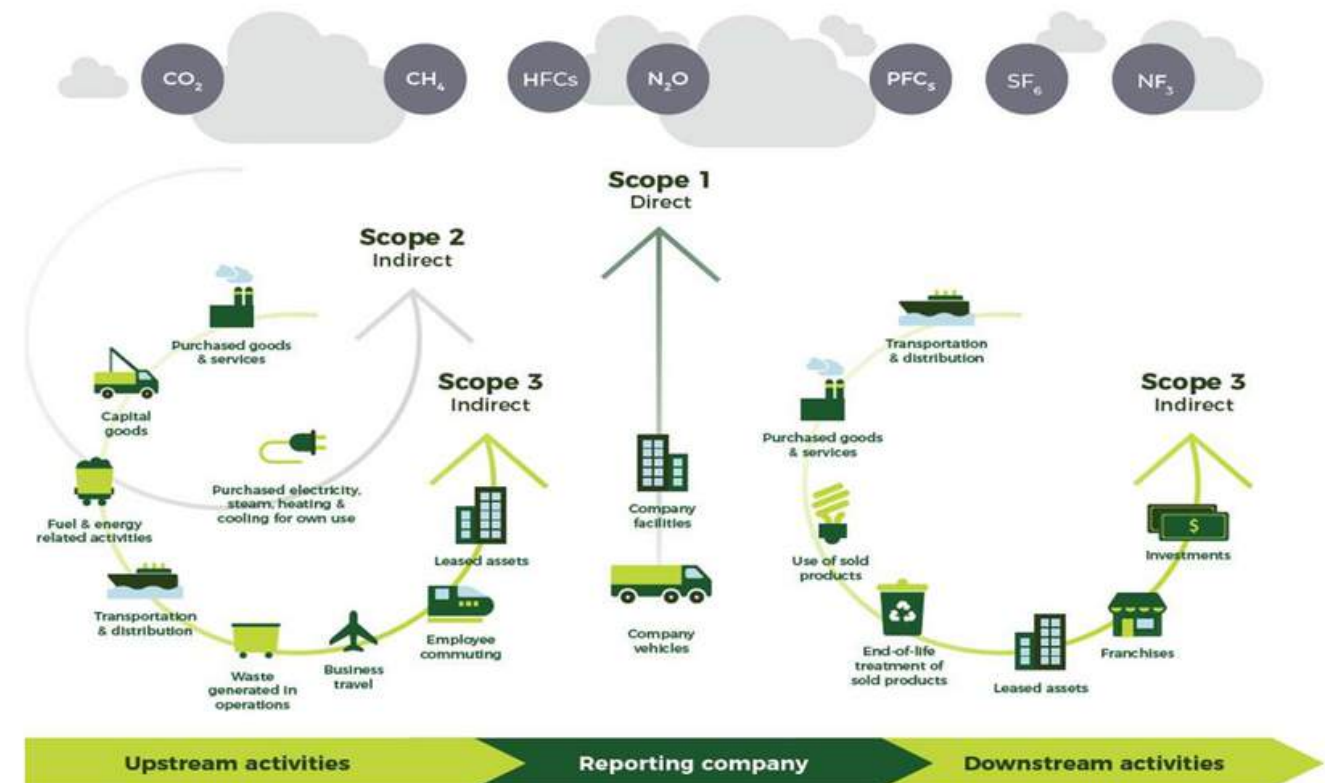 CO₂
CH₄
HFCs
N₂O
PFCs
SF₆
NF₃
Scope 1
Direct
Scope 2
Indirect
Purchased goods
& services
Capital
goods
Fuel & energy
related activities
Purchased electricity,
steam, heating &
cooling for own use
Transportation
& distribution
Waste
generated in
operations
Business
travel
Employee
commuting
Leased assets
Scope 3
Indirect
Company
facilities
Company
vehicles
Transportation
& distribution
Purchased goods
& services
Use of sold
products
End-of-life
treatment of
sold products
Leased assets
Franchises
$
Investments
Scope 3
Indirect
Upstream activities
Reporting company
Downstream activities